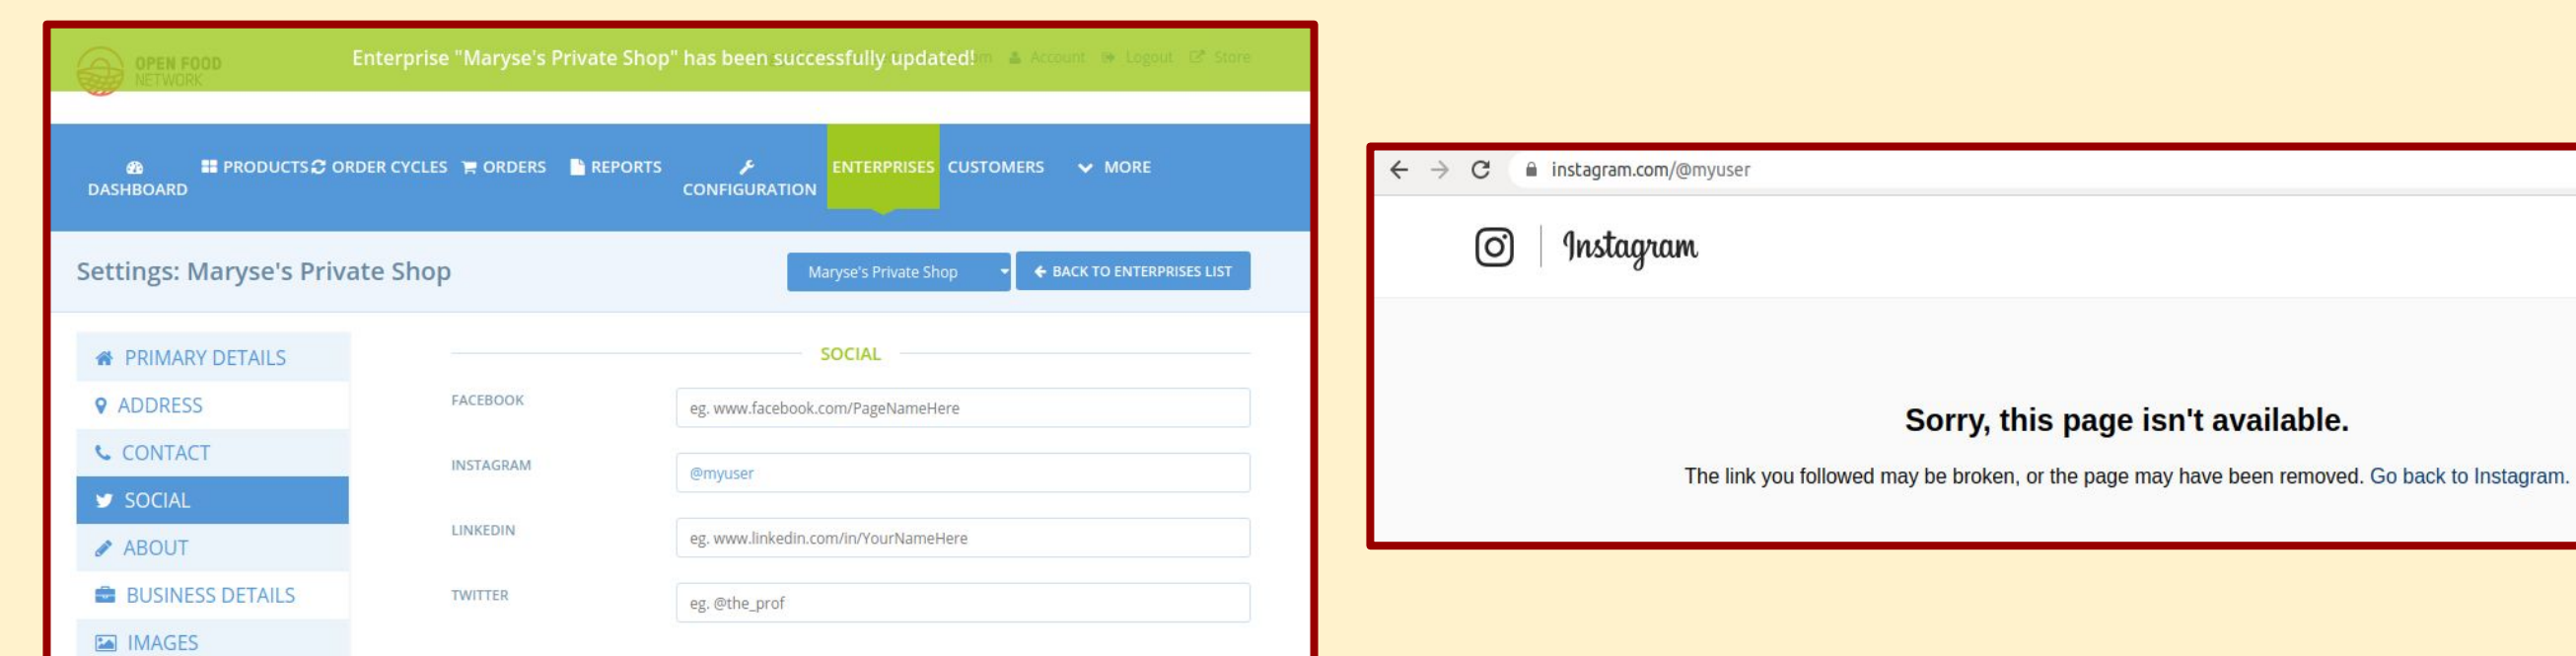 OPEN FOOD
NETWORK
Enterprise "Maryse's Private Shop" has been successfully updated!
Account Logout Store
DASHBOARD
PRODUCTS ORDER CYCLES ORDERS REPORTS
CONFIGURATION
ENTERPRISES CUSTOMERS MORE
Settings: Maryse's Private Shop
Maryse's Private Shop
BACK TO ENTERPRISES LIST
PRIMARY DETAILS
ADDRESS
CONTACT
SOCIAL
ABOUT
BUSINESS DETAILS
IMAGES
SOCIAL
FACEBOOK
eg. www.facebook.com/PageNameHere
INSTAGRAM
@myuser
LINKEDIN
eg. www.linkedin.com/in/YourNameHere
TWITTER
eg. @the_prof
instagram.com/@myuser
Instagram
Sorry, this page isn't available.
The link you followed may be broken, or the page may have been removed. Go back to Instagram.